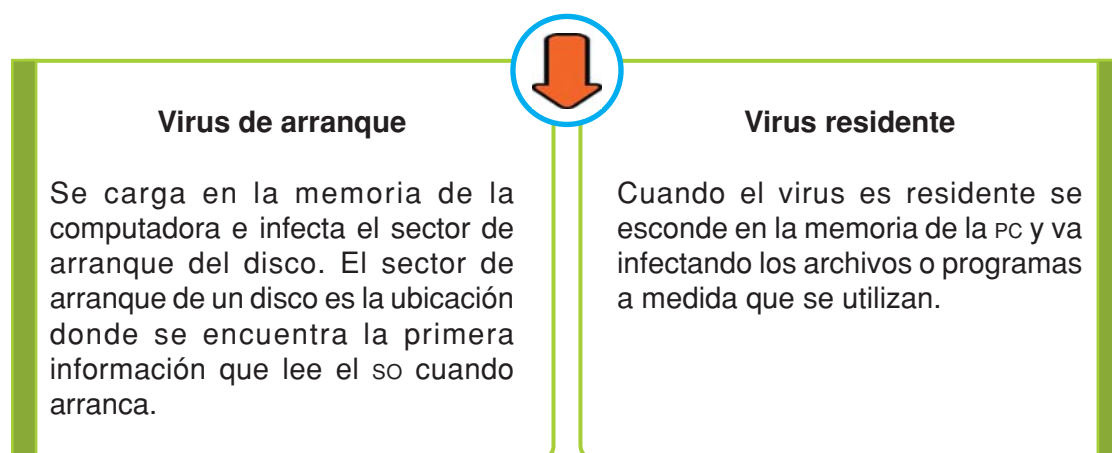 Virus de arranque
Se carga en la memoria de la
computadora e infecta el sector de
arranque del disco. El sector de
arranque de un disco es la ubicación
donde se encuentra la primera
información que lee el SO cuando
arranca.
Virus residente
Cuando el virus es residente se
esconde en la memoria de la PC y va
infectando los archivos o programas
a medida que se utilizan.